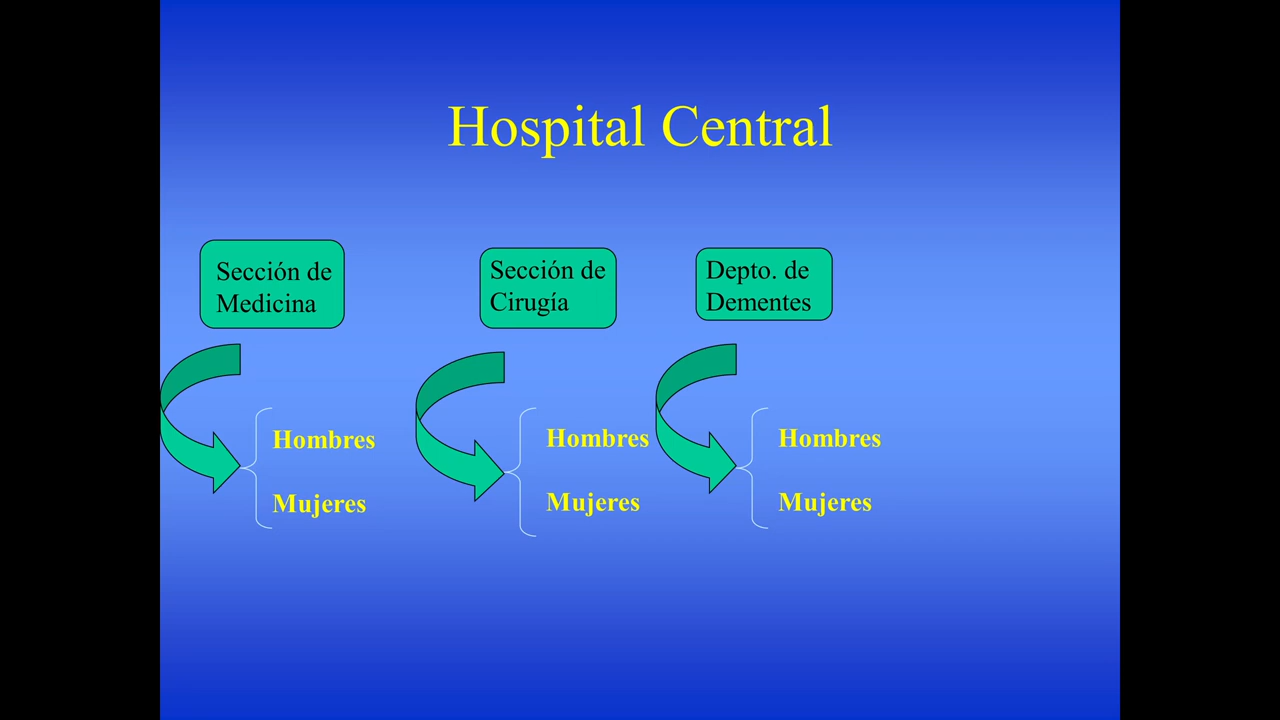 Hospital Central
Sección de
Medicina
Sección de
Cirugía
Depto. de
Dementes
Hombres
Mujeres
Hombres
Mujeres
Hombres
Mujeres